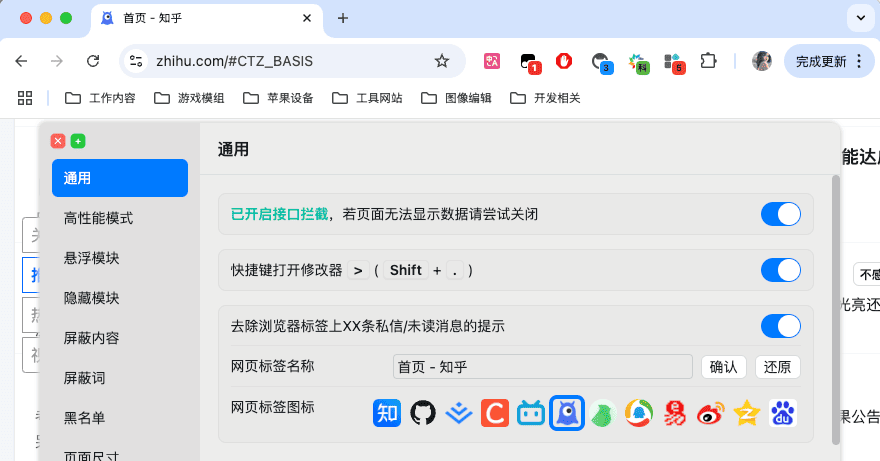 首页 - 知乎
zhihu.com/#CTZ_BASIS
1
3
科
5
完成更新
工作内容
游戏模组
苹果设备
工具网站
图像编辑
开发相关
通用
高性能模式
悬浮模块
隐藏模块
屏蔽内容
屏蔽词
黑名单
页面尺寸
通用
已开启接口拦截，若页面无法显示数据请尝试关闭
快捷键打开修改器 > ( Shift + . )
去除浏览器标签上XX条私信/未读消息的提示
网页标签名称 首页 - 知乎 确认 还原
网页标签图标 知 C
能达
不感
光亮还
果公告